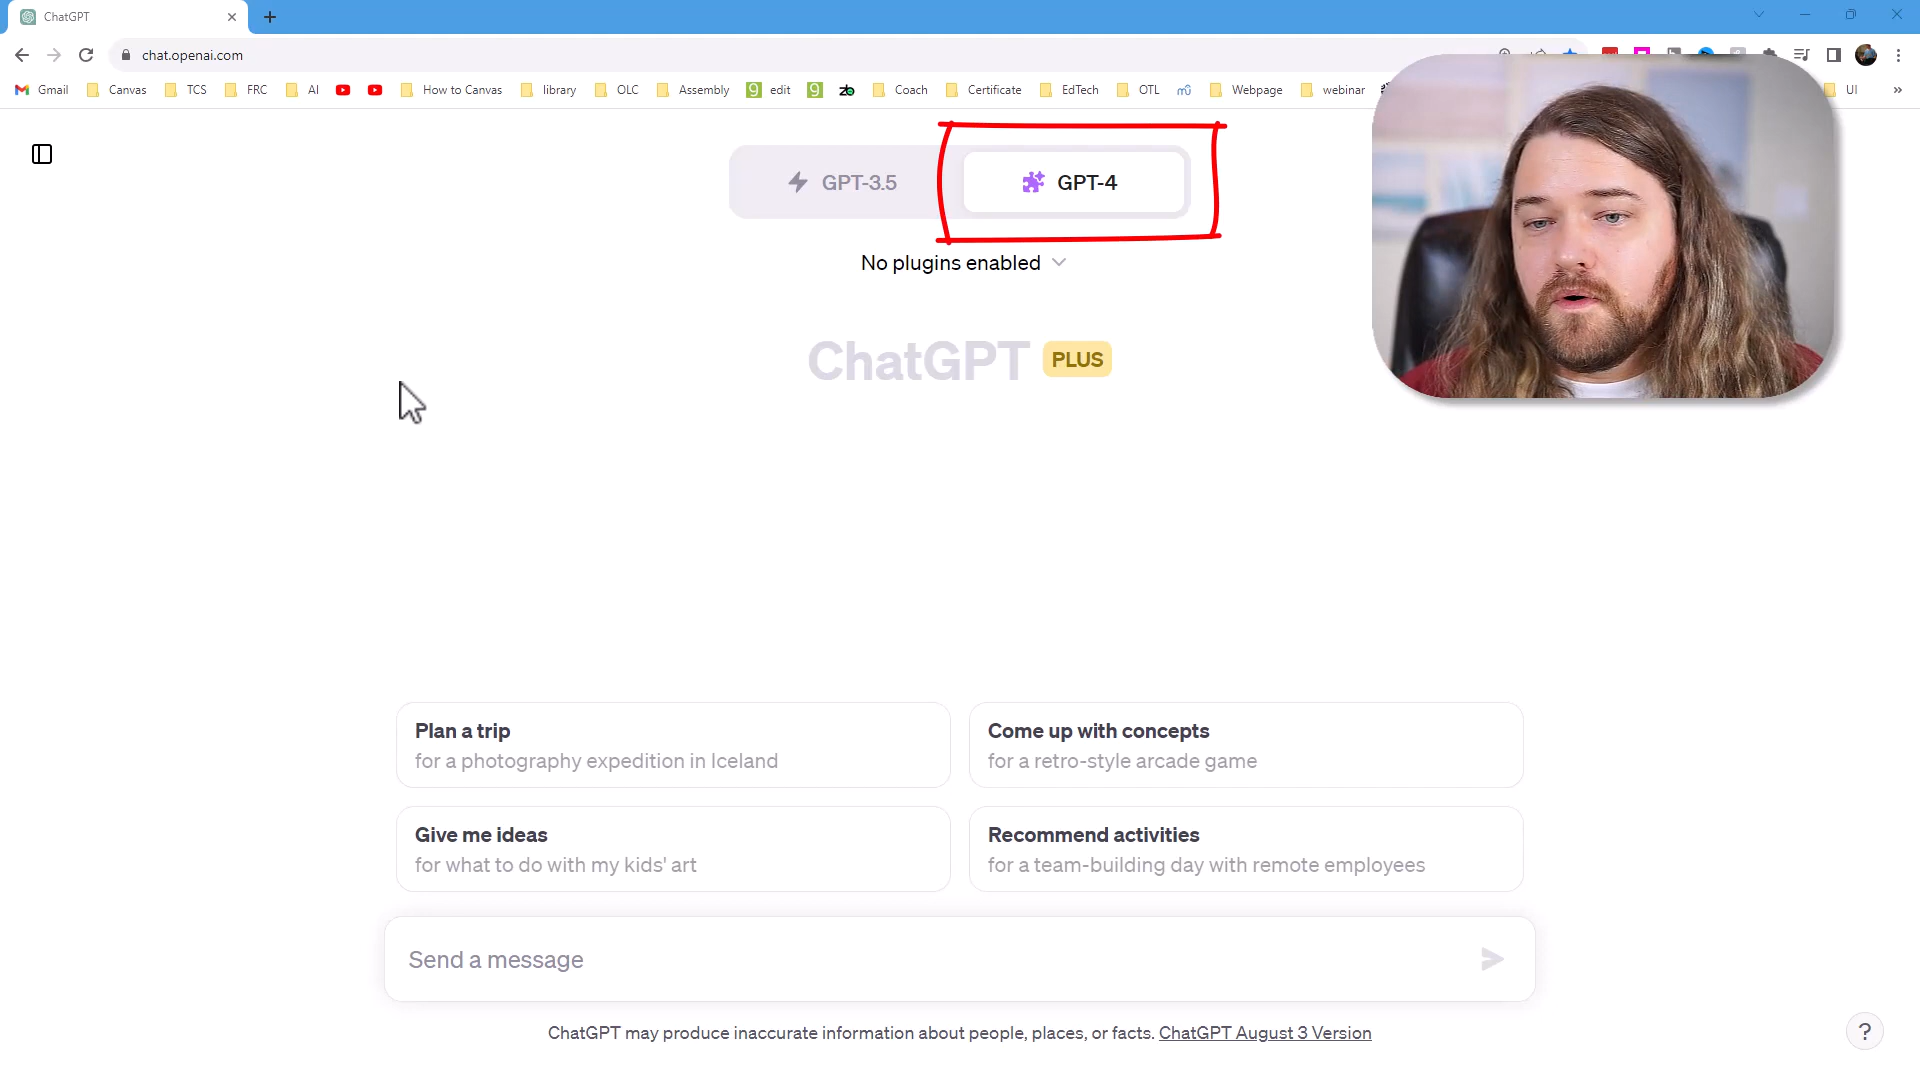 ChatGPT
chat.openai.com
Gmail Canvas TCS FRC AI How to Canvas library OLC Assembly edit Coach Certificate EdTech OTL Webpage webinar UI
GPT-3.5 GPT-4
No plugins enabled
ChatGPT PLUS
Plan a trip
for a photography expedition in Iceland
Come up with concepts
for a retro-style arcade game
Give me ideas
for what to do with my kids' art
Recommend activities
for a team-building day with remote employees
Send a message
ChatGPT may produce inaccurate information about people, places, or facts. ChatGPT August 3 Version
?